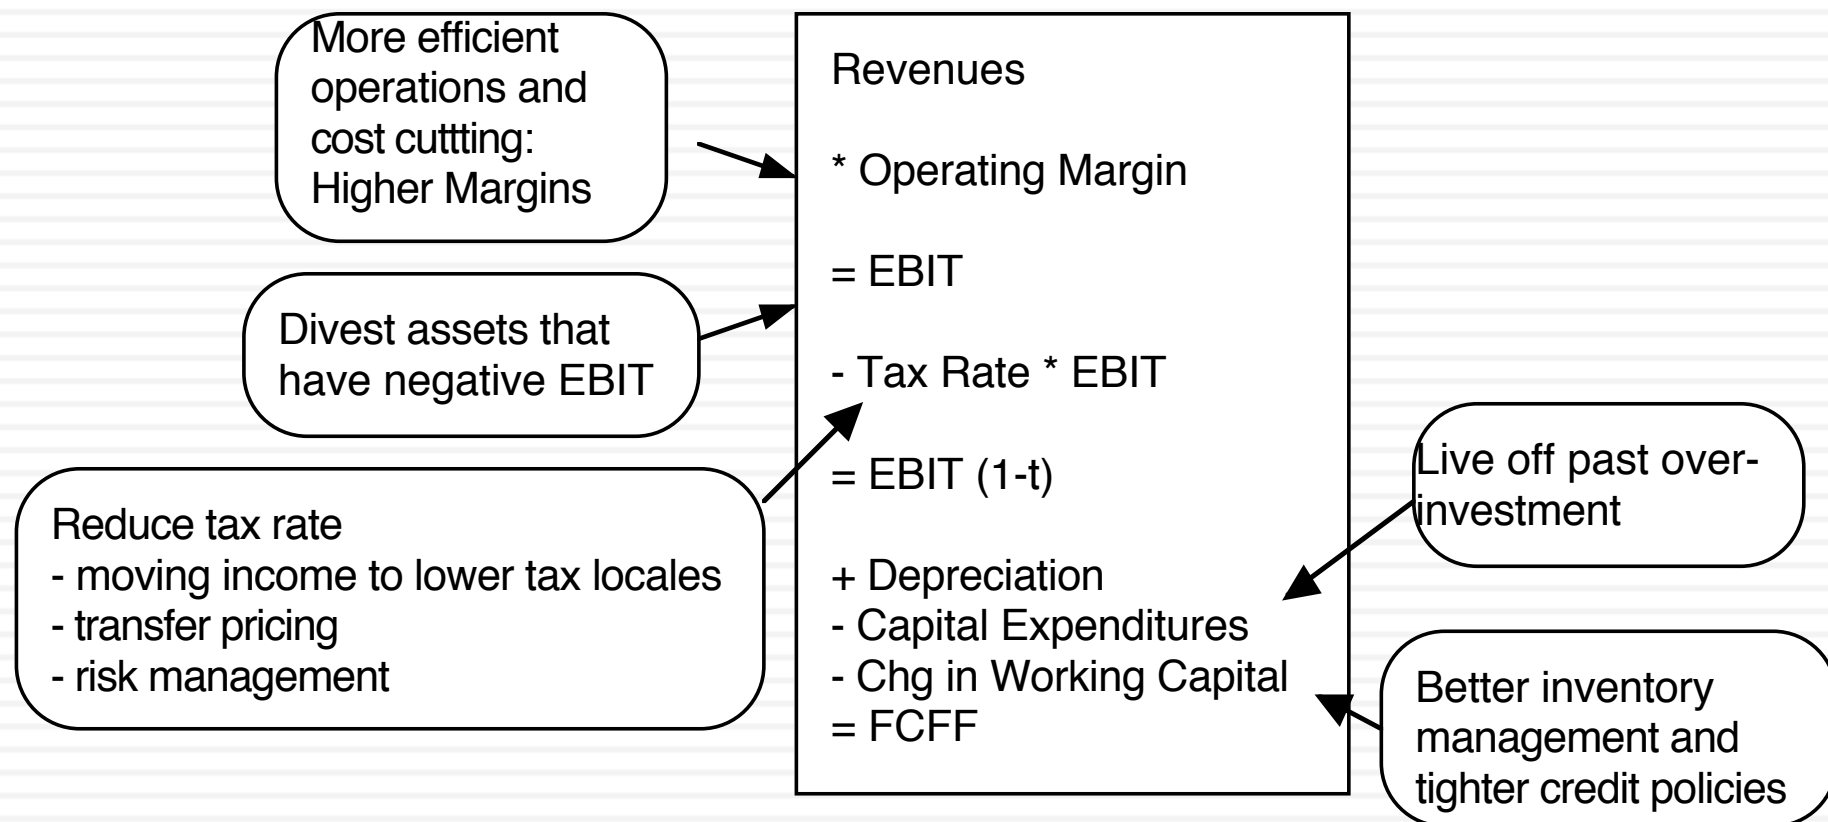 More efficient
operations and
cost cuttting:
Higher Margins
Divest assets that
have negative EBIT
Reduce tax rate
- moving income to lower tax locales
- transfer pricing
- risk management
Revenues
* Operating Margin
= EBIT
- Tax Rate * EBIT
= EBIT (1-t)
+ Depreciation
- Capital Expenditures
- Chg in Working Capital
= FCFF
Live off past over-
investment
Better inventory
management and
tighter credit policies